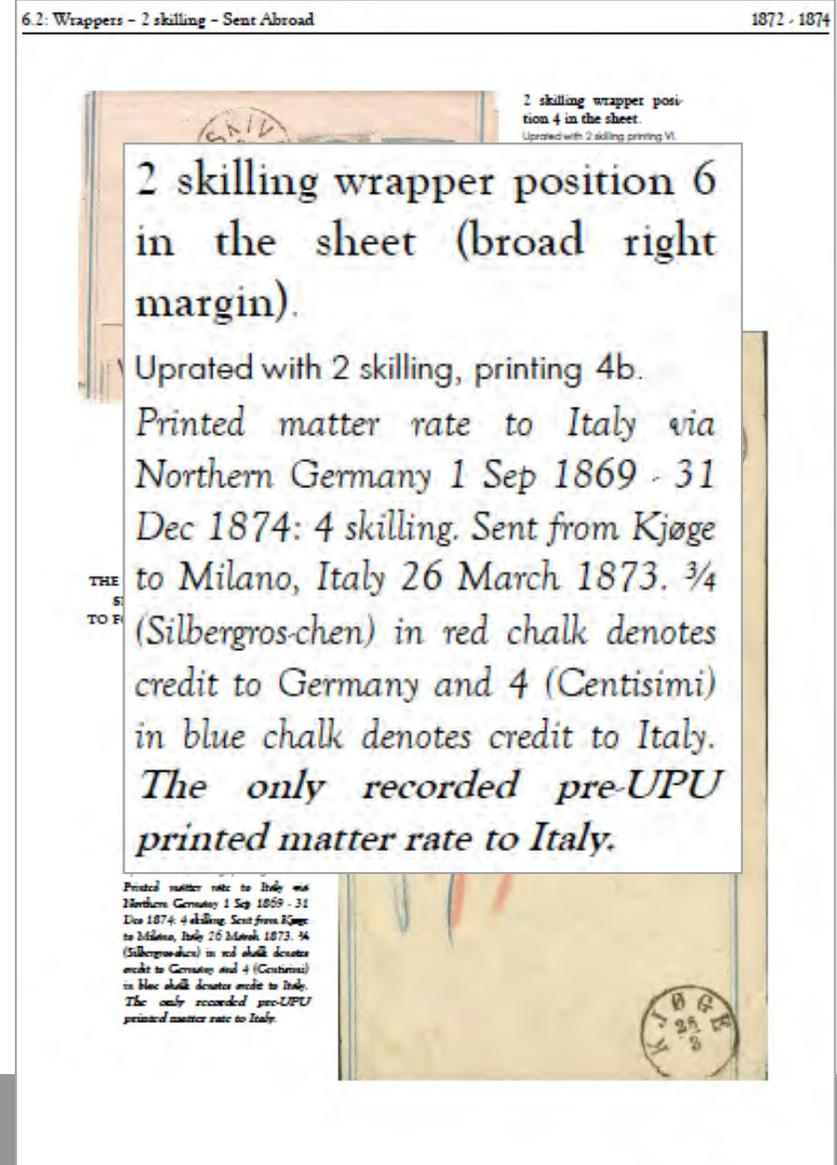 6.2: Wrappers – 2 skilling – Sent Abroad
1872 - 1874
SKIV
2 skilling wrapper posi-
tion 4 in the sheet.
Uprated with 2 skilling printing VI.
2 skilling wrapper position 6
in the sheet (broad right
margin).
Uprated with 2 skilling, printing 4b.
Printed matter rate to Italy via
Northern Germany 1 Sep 1869 - 31
Dec 1874: 4 skilling. Sent from Kjøge
to Milano, Italy 26 March 1873. ¾
(Silbergros-chen) in red chalk denotes
credit to Germany and 4 (Centisimi)
in blue chalk denotes credit to Italy.
The only recorded pre-UPU
printed matter rate to Italy.
THE
TO F
Printed matter rate to Italy via
Northern Germany 1 Sep 1869 - 31
Dec 1874: 4 skilling. Sent from Kjøge
to Milano, Italy 26 March 1873. ¾
(Silbergros-chen) in red chalk denotes
credit to Germany and 4 (Centisimi)
in blue chalk denotes credit to Italy.
The only recorded pre-UPU
printed matter rate to Italy.
KJØGE
26/3